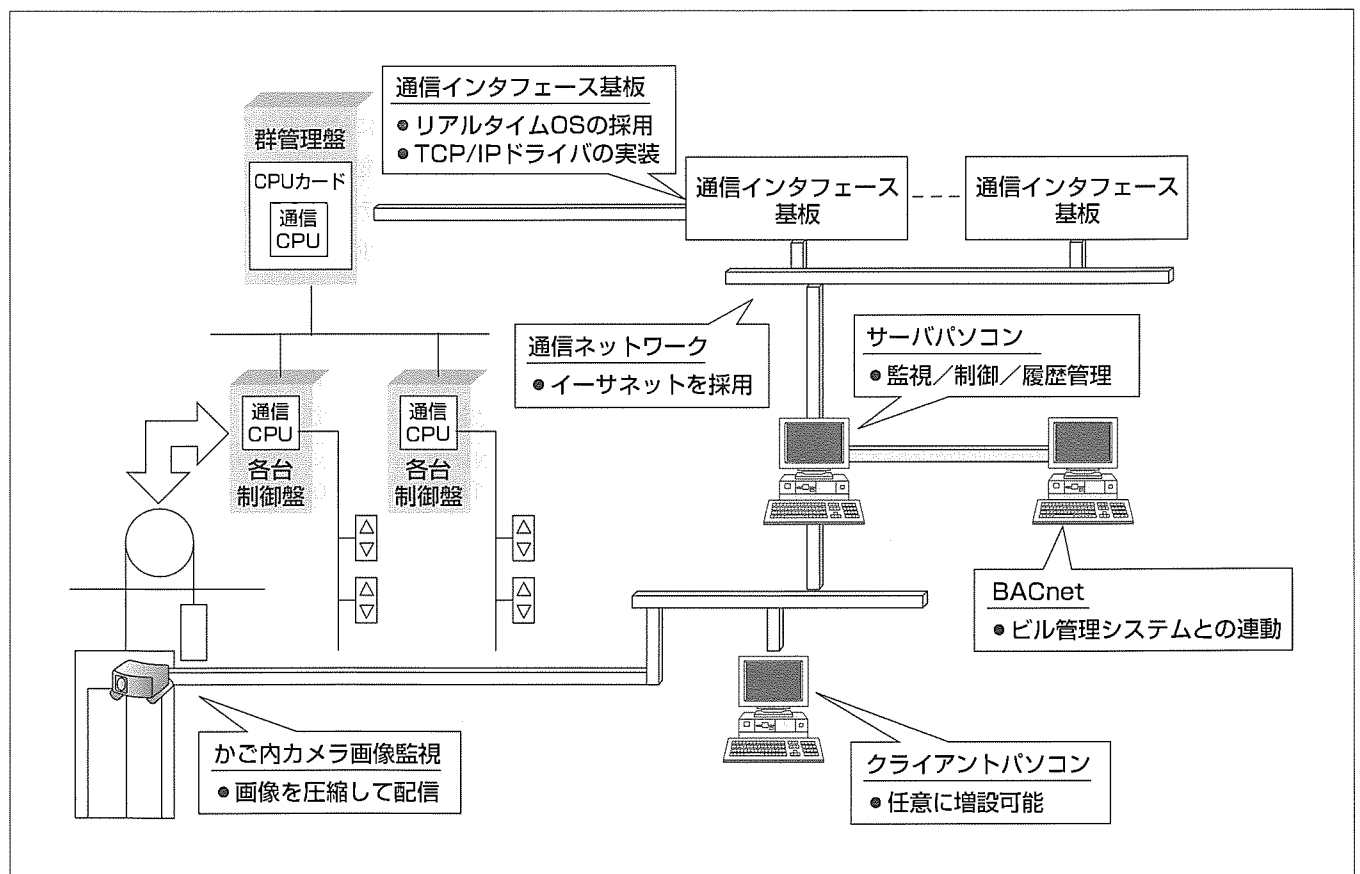 通信インタフェース基板
●リアルタイムOSの採用
●TCP/IPドライバの実装
群管理盤
CPUカード
通信
CPU
通信インタフェース
基板
通信インタフェース
基板
通信ネットワーク
●イーサネットを採用
サーバパソコン
●監視／制御／履歴管理
通信
CPU
各台
制御盤
通信
CPU
各台
制御盤
△
▽
△
▽
△
▽
△
▽
BACnet
●ビル管理システムとの連動
かご内カメラ画像監視
●画像を圧縮して配信
クライアントパソコン
●任意に増設可能